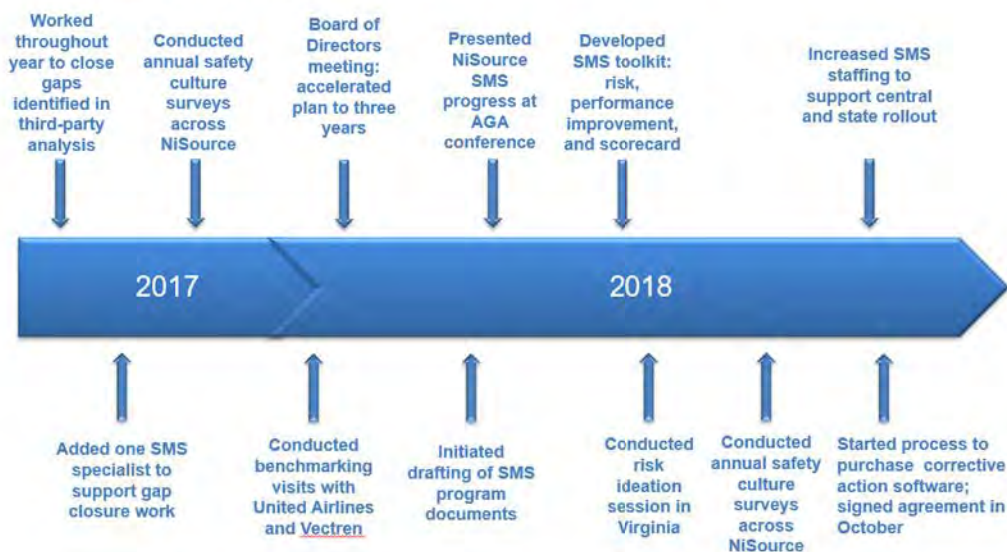 Worked
throughout
year to close
gaps
identified in
third-party
analysis
Conducted
annual safety
culture
surveys
across
NiSource
Board of
Directors
meeting:
accelerated
plan to three
years
Presented
NiSource
SMS
progress at
AGA
conference
Developed
SMS toolkit:
risk,
performance
improvement,
and scorecard
Increased SMS
staffing to
support central
and state rollout
2017
2018
Added one SMS
specialist to
support gap
closure work
Conducted
benchmarking
visits with
United Airlines
and Vectren
Initiated
drafting of SMS
program
documents
Conducted
risk
ideation
session in
Virginia
Conducted
annual safety
culture
surveys
across
NiSource
Started process to
purchase corrective
action software;
signed agreement in
October